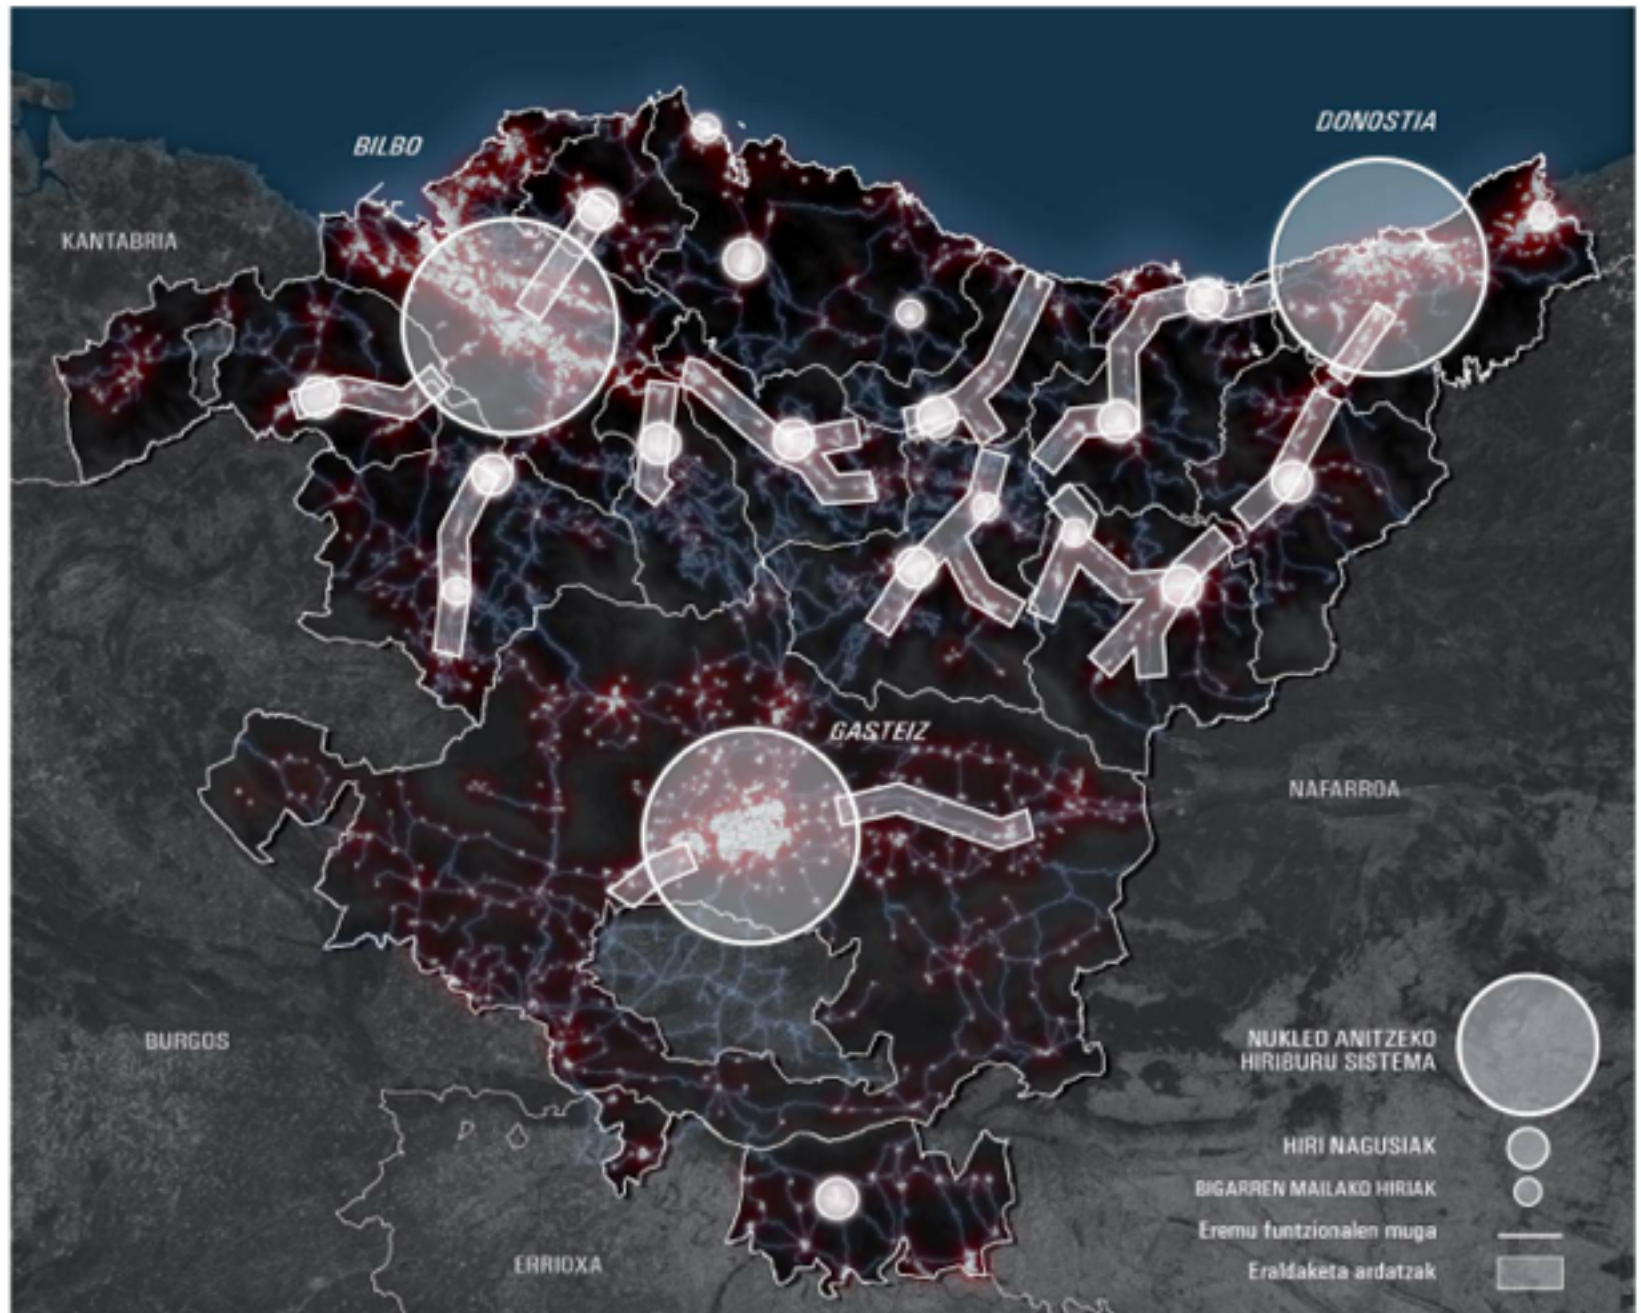 BILBO
DONOSTIA
KANTABRIA
GASTEIZ
NAFARROA
BURGOS
ERRIOXA
NUKLEO ANITZEKO
HIRIBURU SISTEMA
HIRI NAGUSIAK
BIGARREN MAILAKO HIRIAK
Eremu funtzionalen muga
Eraldaketa ardatzak